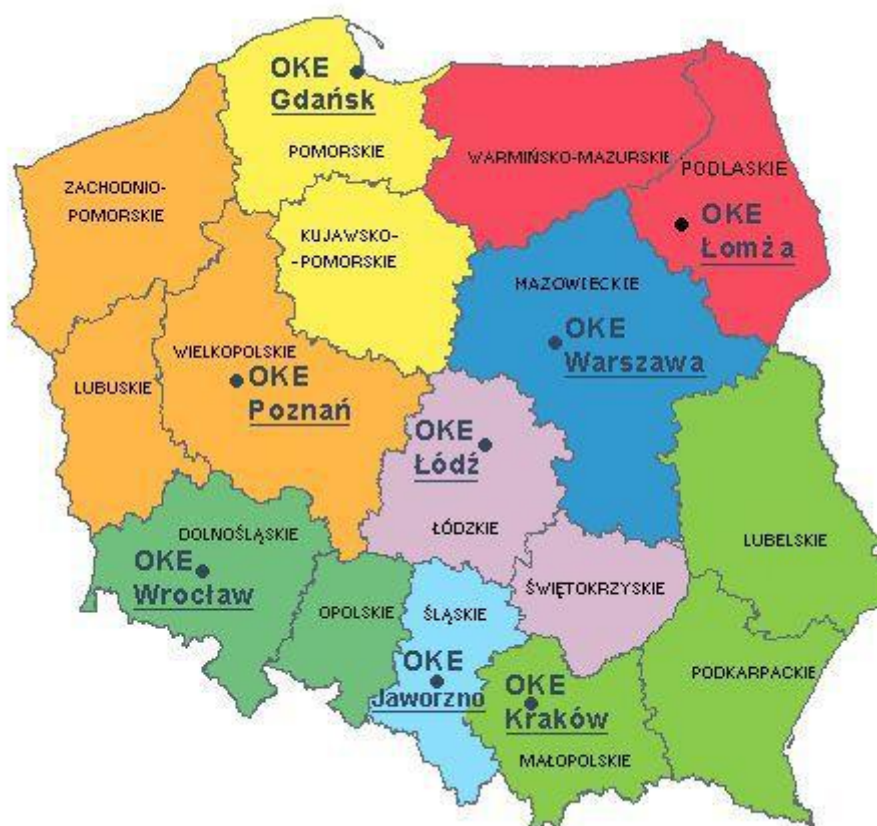 OKE
Gdańsk
POMORSKIE
WARMIŃSKO-MAZURSKIE
PODLASKIE
ZACHODNIO-
POMORSKIE
OKE
Łomża
KUJAWSKO-
-POMORSKIE
MAZOWIECKIE
OKE
Warszawa
WIELKOPOLSKIE
LUBUSKIE
OKE
Poznań
OKE
Łódź
ŁÓDZKIE
DOLNOŚLĄSKIE
LUBELSKIE
OKE
Wrocław
ŚWIĘTOKRZYSKIE
OPOLSKIE
ŚLĄSKIE
OKE
Jaworzno
PODKARPACKIE
OKE
Kraków
MAŁOPOLSKIE